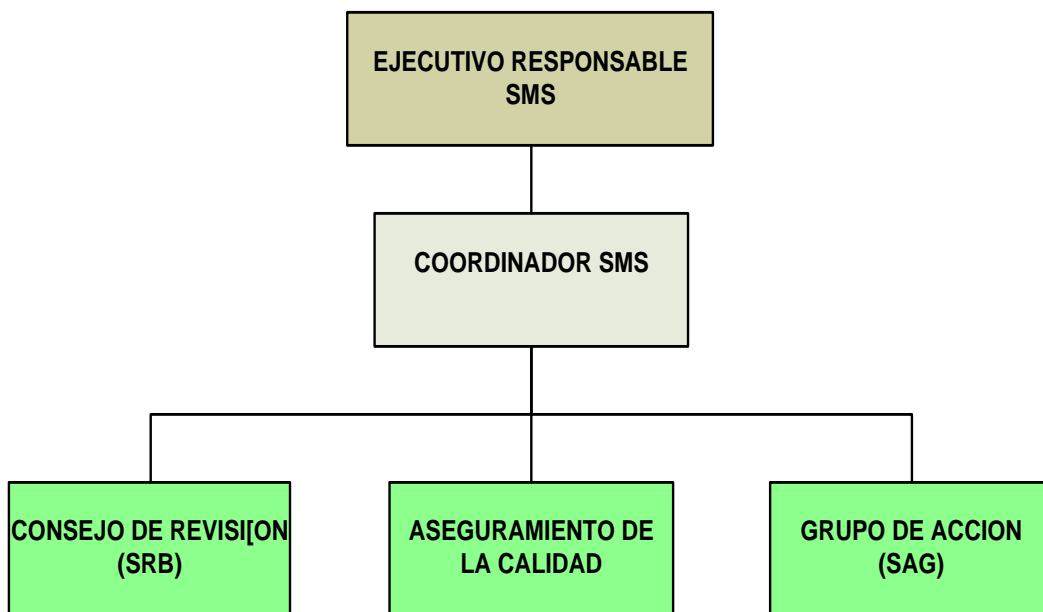 EJECUTIVO RESPONSABLE
SMS
COORDINADOR SMS
CONSEJO DE REVISI[ON
(SRB)
ASEGURAMIENTO DE
LA CALIDAD
GRUPO DE ACCION
(SAG)